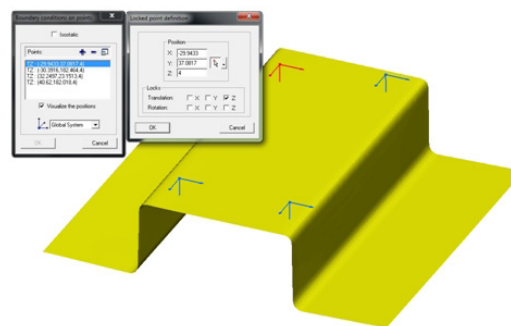 Boundary conditions on points
Isostatic
Points:
TZ: (-29.9433,37.0817,4)
TZ: (-30.3916,182.464,4)
TZ: (32.2497,23.1513,4)
TZ: (40.62,182.018,4)
Visualize the positions
Global System
OK
Cancel
Locked point definition
Position
X: -29.9433
Y: 37.0817
Z: 4
Locks
Translation: X Y Z
Rotation: X Y Z
OK
Cancel